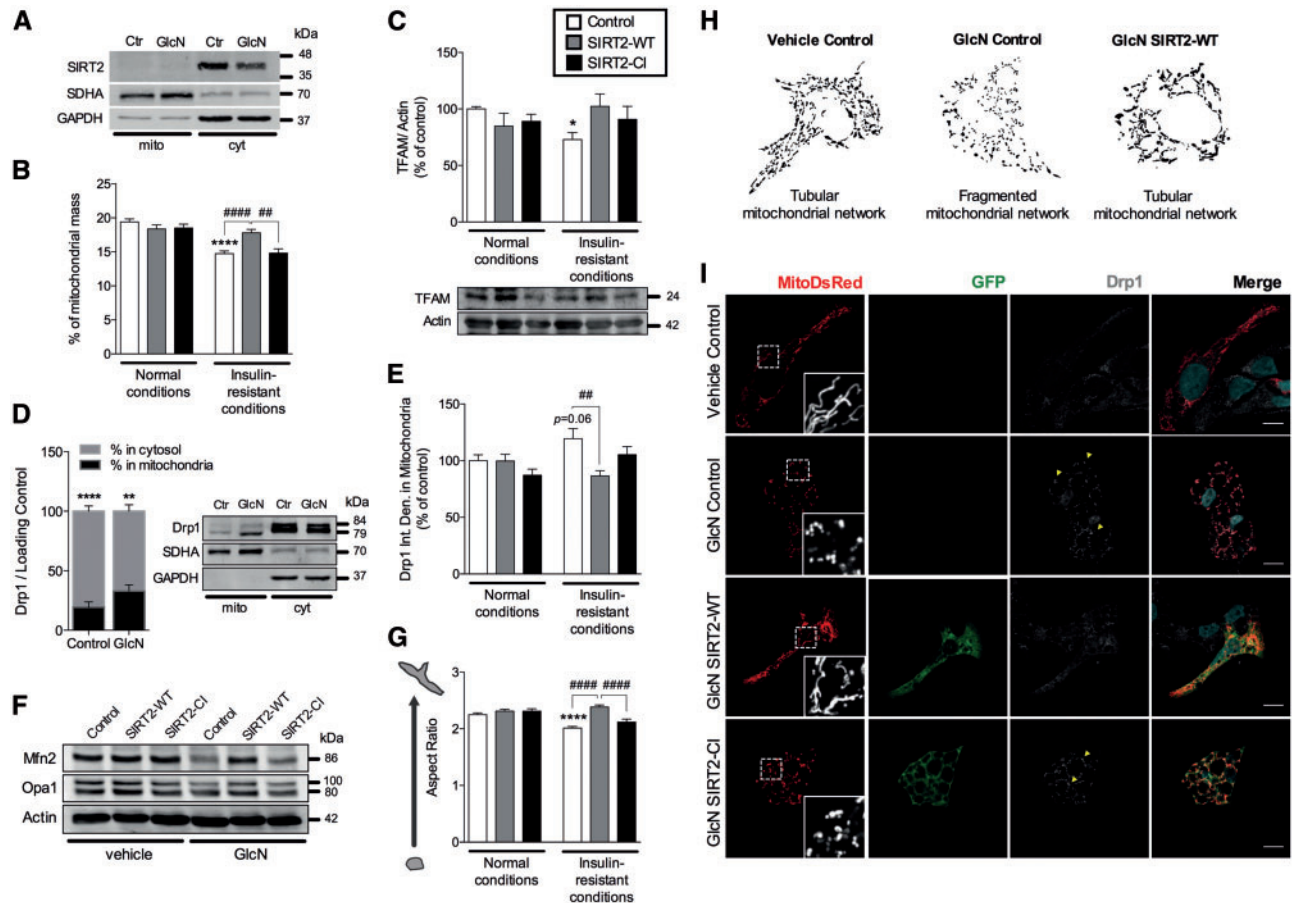 A
Ctr GlcN Ctr GlcN kDa
SIRT2
48
35
SDHA
70
GAPDH
37
mito cyt
B
% of mitochondrial mass
25
20
15
10
5
0
#### ##
****
Normal conditions
Insulin-resistant conditions
C
Control
SIRT2-WT
SIRT2-CI
TFAM/ Actin
(% of control)
150
100
50
0
*
Normal conditions
Insulin-resistant conditions
TFAM
24
Actin
42
D
% in cytosol
% in mitochondria
Drp1 / Loading Control
100
50
0
**** **
Control GlcN
Ctr GlcN Ctr GlcN kDa
Drp1
84
79
SDHA
70
GAPDH
37
mito cyt
E
Drp1 Int. Den. in Mitochondria
(% of control)
150
100
50
0
##
p=0.06
Normal conditions
Insulin-resistant conditions
F
Control SIRT2-WT SIRT2-CI Control SIRT2-WT SIRT2-CI
kDa
Mfn2
86
Opa1
100
80
Actin
42
vehicle GlcN
G
Aspect Ratio
3
2
1
0
#### ####
****
Normal conditions
Insulin-resistant conditions
H
Vehicle Control GlcN Control GlcN SIRT2-WT
Tubular mitochondrial network
Fragmented mitochondrial network
Tubular mitochondrial network
I
MitoDsRed GFP Drp1 Merge
Vehicle Control
GlcN Control
GlcN SIRT2-WT
GlcN SIRT2-CI